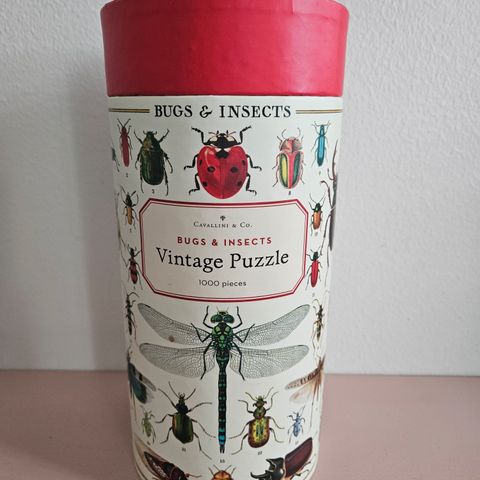 BUGS & INSECTS
CAVALLINI & CO.
BUGS & INSECTS
Vintage Puzzle
1000 pieces